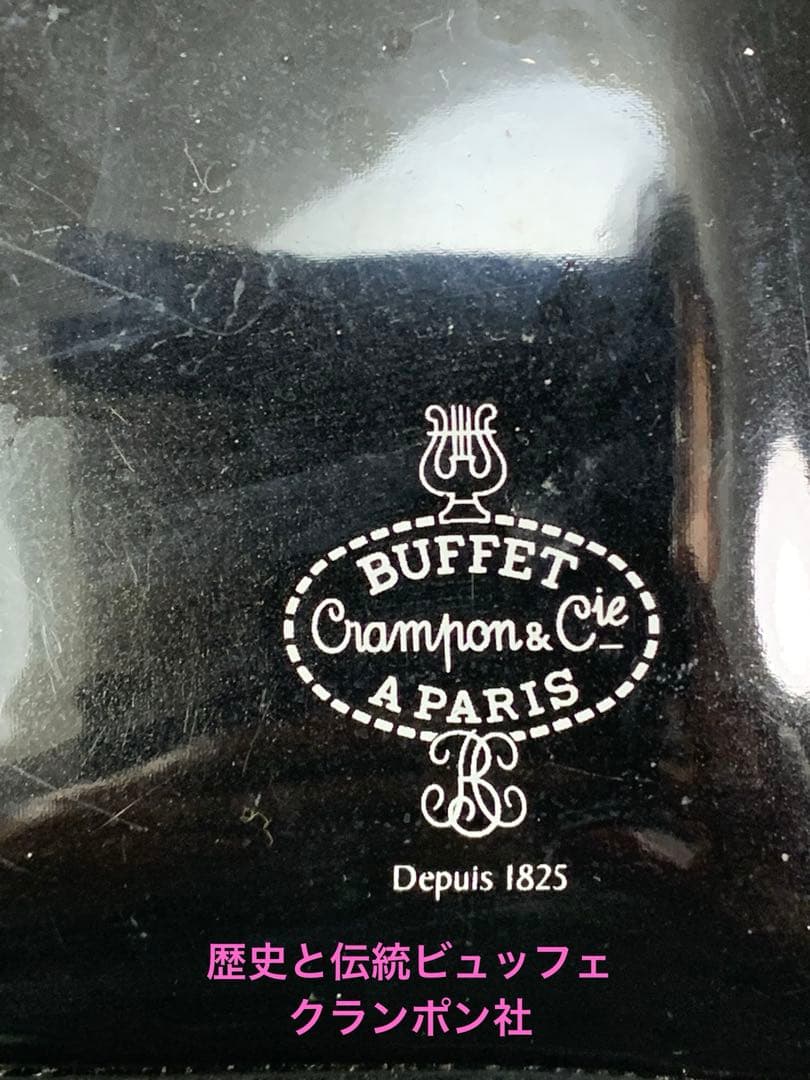 BUFFET
Crampon & Cie
A PARIS
BC
Depuis 1825
歴史と伝統ビュッフェ
クランポン社